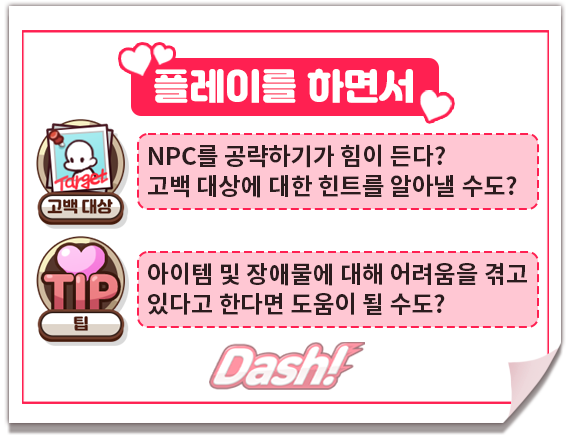 플레이를 하면서
NPC를 공략하기가 힘이 든다?
고백 대상에 대한 힌트를 알아낼 수도?
Target
고백 대상
아이템 및 장애물에 대해 어려움을 겪고
있다고 한다면 도움이 될 수도?
TIP
팁
Dash!